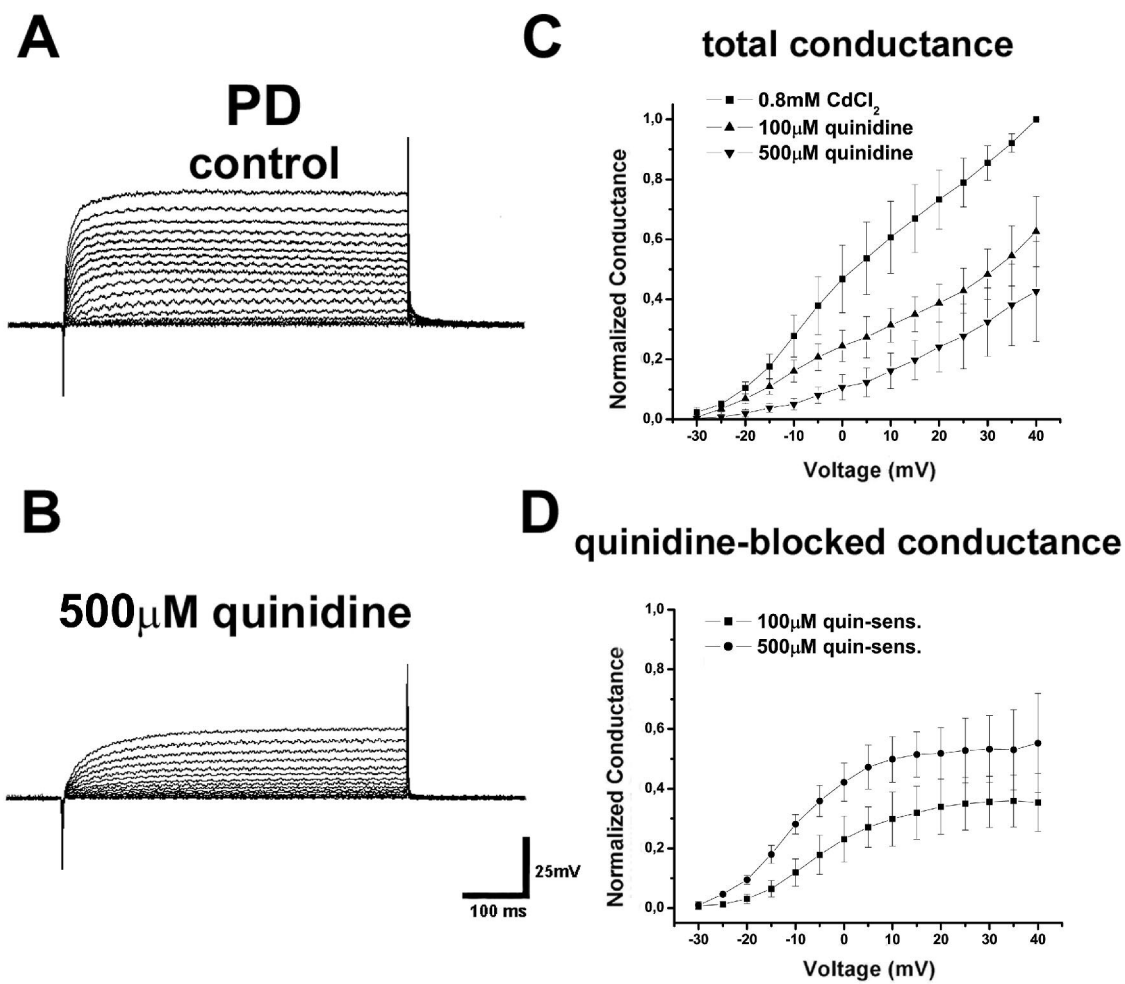 A
PD
control
B
500μM quinidine
25mV
100 ms
C
total conductance
0.8mM CdCl2
100μM quinidine
500μM quinidine
Normalized Conductance
1,0
0,8
0,6
0,4
0,2
0,0
-30 -20 -10 0 10 20 30 40
Voltage (mV)
D
quinidine-blocked conductance
100μM quin-sens.
500μM quin-sens.
Normalized Conductance
1,0
0,8
0,6
0,4
0,2
0,0
-30 -20 -10 0 10 20 30 40
Voltage (mV)